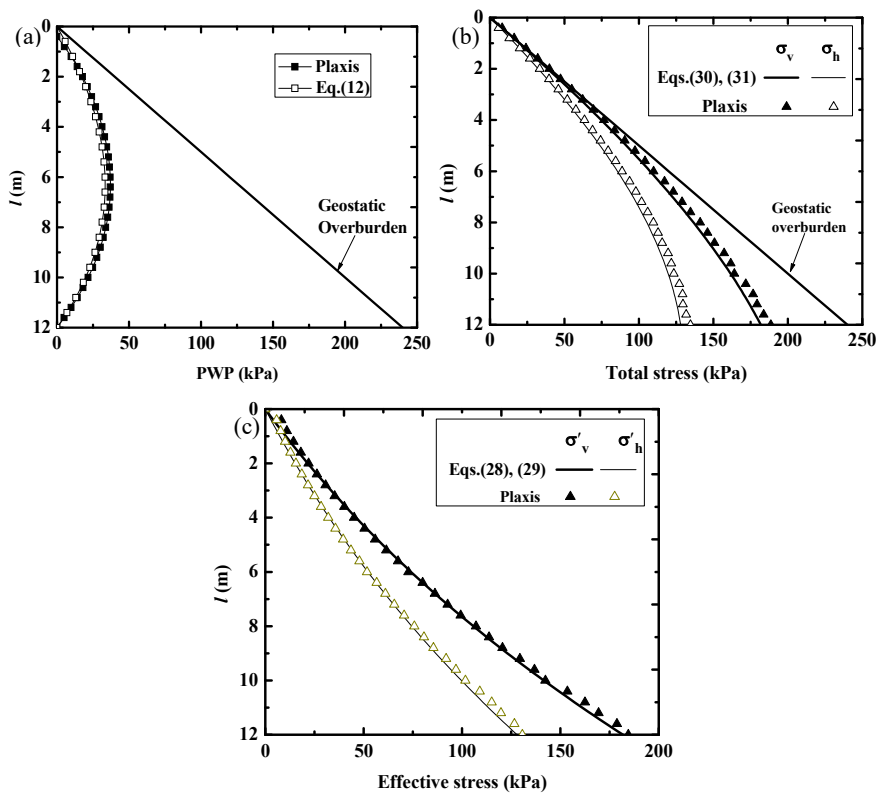 (a)
Plaxis
Eq.(12)
Geostatic
Overburden
l (m)
0
2
4
6
8
10
12
0 50 100 150 200 250
PWP (kPa)
(b)
σv σh
Eqs.(30), (31)
Plaxis
Geostatic
overburden
l (m)
0
2
4
6
8
10
12
0 50 100 150 200 250
Total stress (kPa)
(c)
σ'v σ'h
Eqs.(28), (29)
Plaxis
l (m)
0
2
4
6
8
10
12
0 50 100 150 200
Effective stress (kPa)